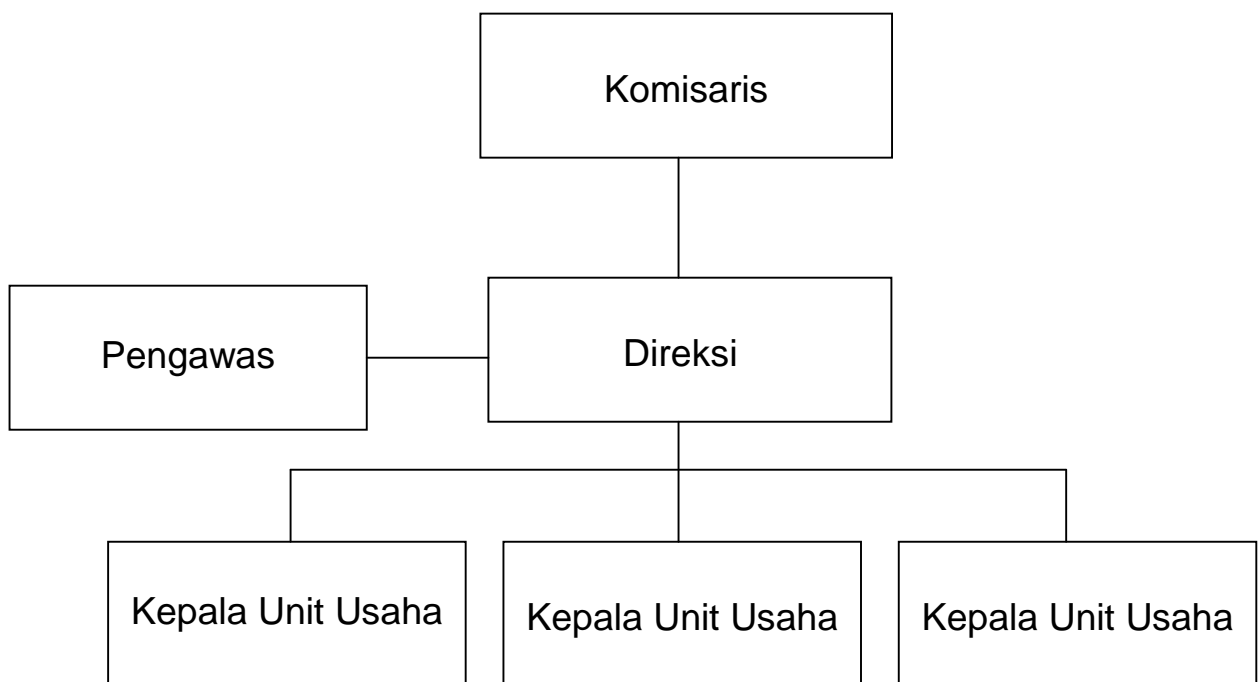 Komisaris
Pengawas
Direksi
Kepala Unit Usaha
Kepala Unit Usaha
Kepala Unit Usaha